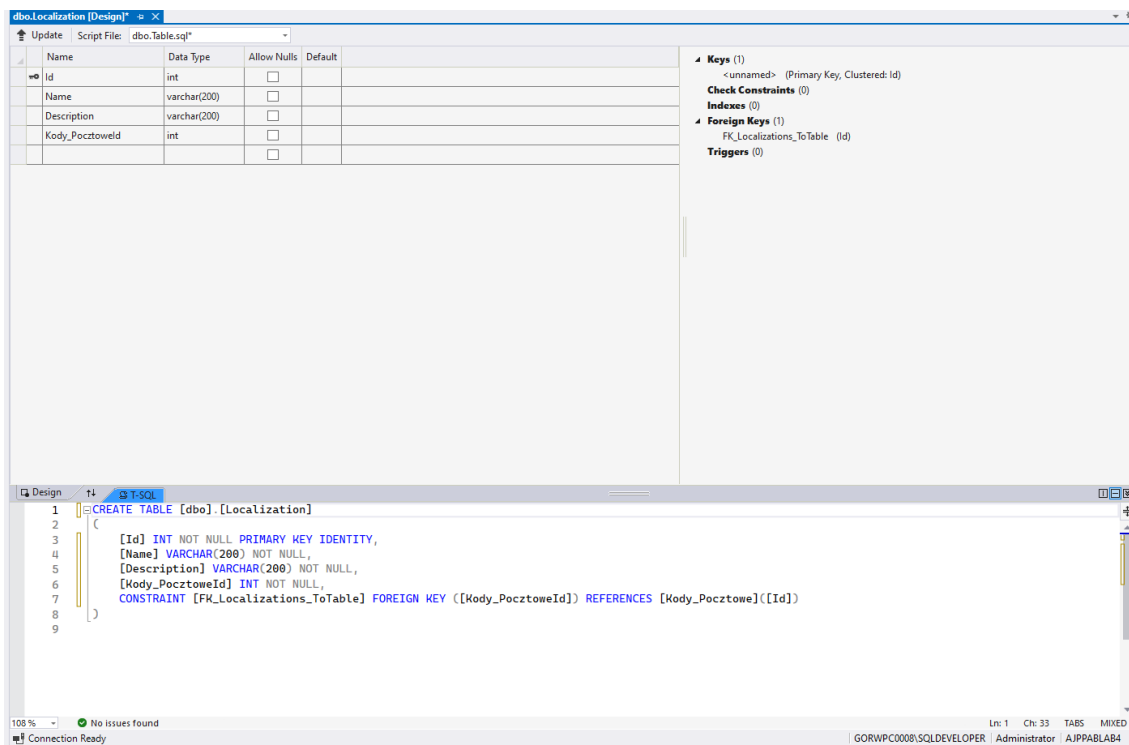 dbo.Localization [Design]*
Update Script File: dbo.Table.sql*
Name Data Type Allow Nulls Default
Id int
Name varchar(200)
Description varchar(200)
Kody_PocztoweId int
Keys (1)
<unnamed> (Primary Key, Clustered: Id)
Check Constraints (0)
Indexes (0)
Foreign Keys (1)
FK_Localizations_ToTable (Id)
Triggers (0)
Design T-SQL
1 CREATE TABLE [dbo].[Localization]
2 (
3 [Id] INT NOT NULL PRIMARY KEY IDENTITY,
4 [Name] VARCHAR(200) NOT NULL,
5 [Description] VARCHAR(200) NOT NULL,
6 [Kody_PocztoweId] INT NOT NULL,
7 CONSTRAINT [FK_Localizations_ToTable] FOREIGN KEY ([Kody_PocztoweId]) REFERENCES [Kody_Pocztowe]([Id])
8 )
9
108 % No issues found Ln: 1 Ch: 33 TABS MIXED
Connection Ready GORWPC0008\SQLDEVELOPER Administrator AJPPABLAB4